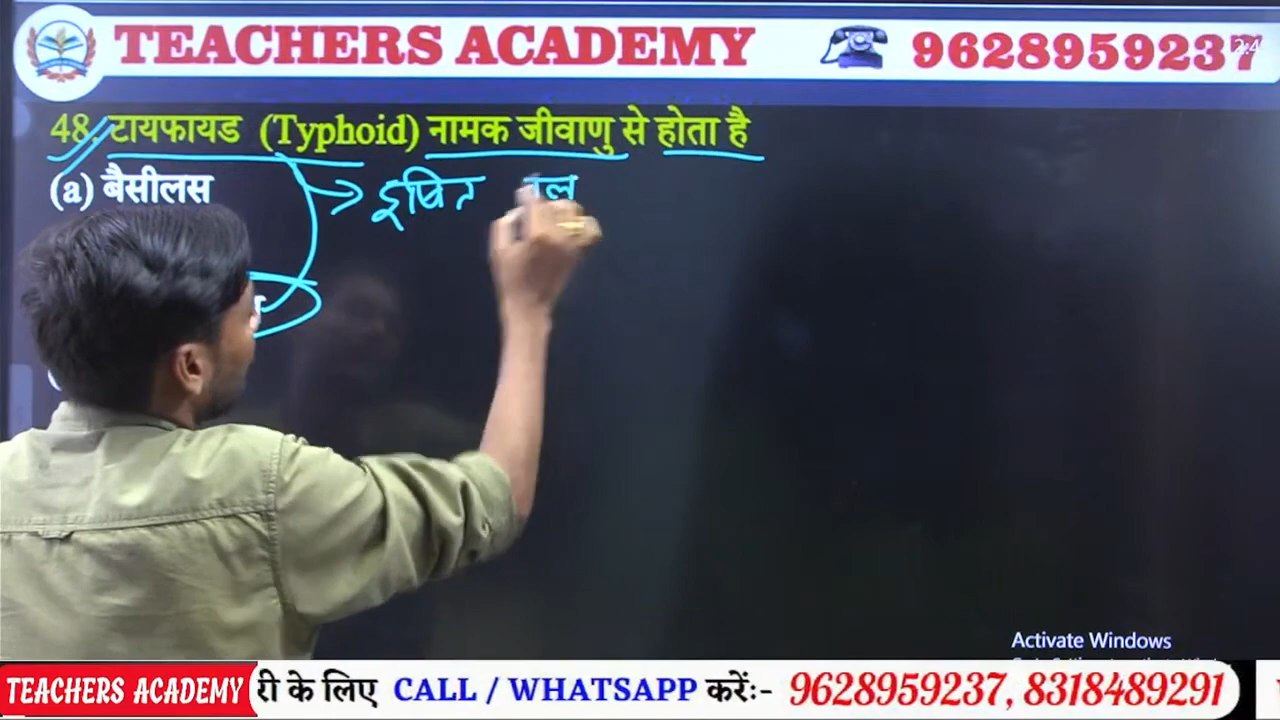 TEACHERS ACADEMY
9628959237
48. टायफायड (Typhoid) नामक जीवाणु से होता है
(a) बैसीलस
दूषित
TEACHERS ACADEMY
री के लिए CALL / WHATSAPP करेंः- 9628959237, 8318489291
Activate Windows